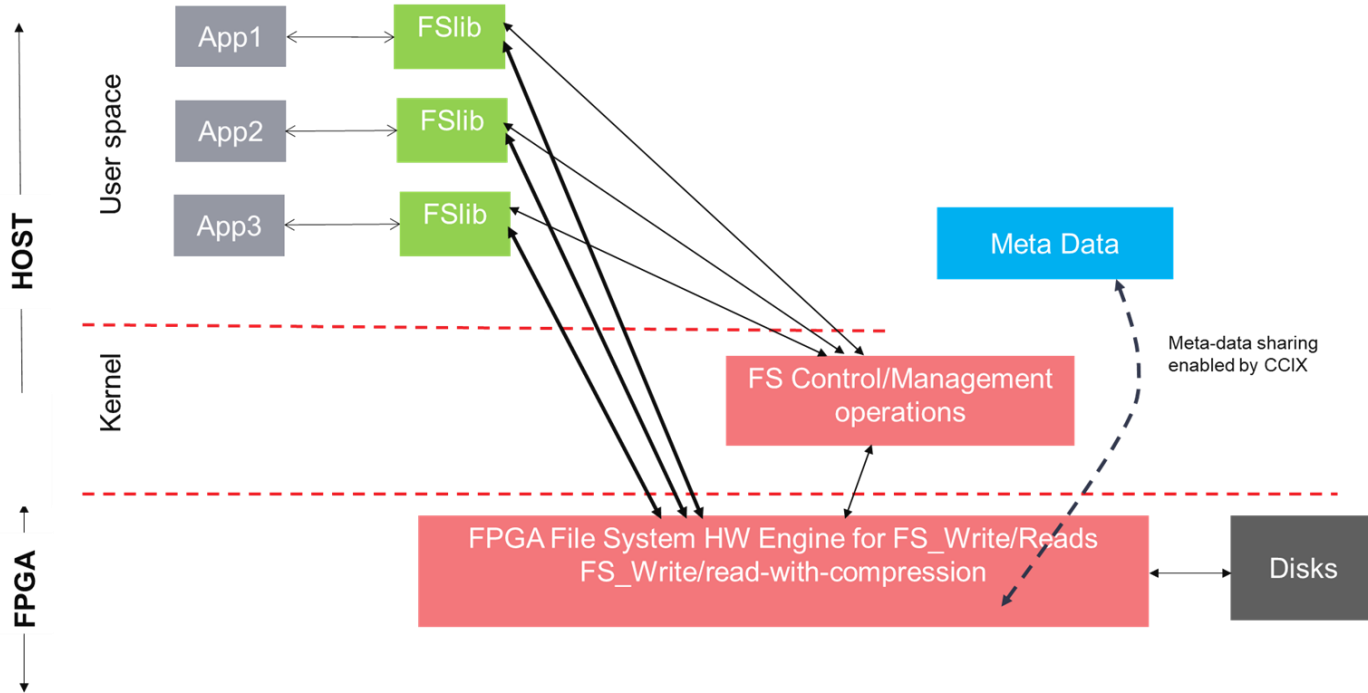 App1
FSlib
App2
FSlib
App3
FSlib
User space
HOST
Meta Data
Meta-data sharing
enabled by CCIX
Kernel
FS Control/Management
operations
FPGA
FPGA File System HW Engine for FS_Write/Reads
FS_Write/read-with-compression
Disks